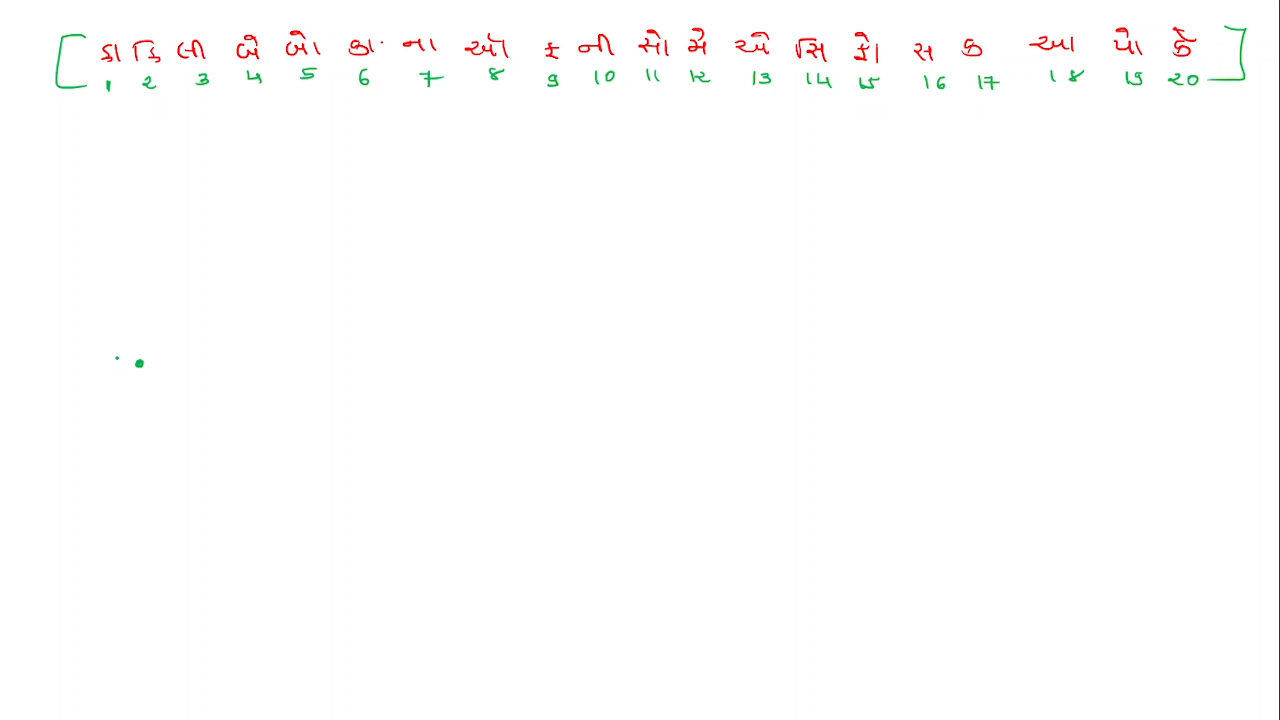 [ હા હિ લી બે બો કા ના ઓ ફ ની સો મે એ સિ ફો સ ક આ પો કે ]
1 2 3 4 5 6 7 8 9 10 11 12 13 14 15 16 17 18 19 20